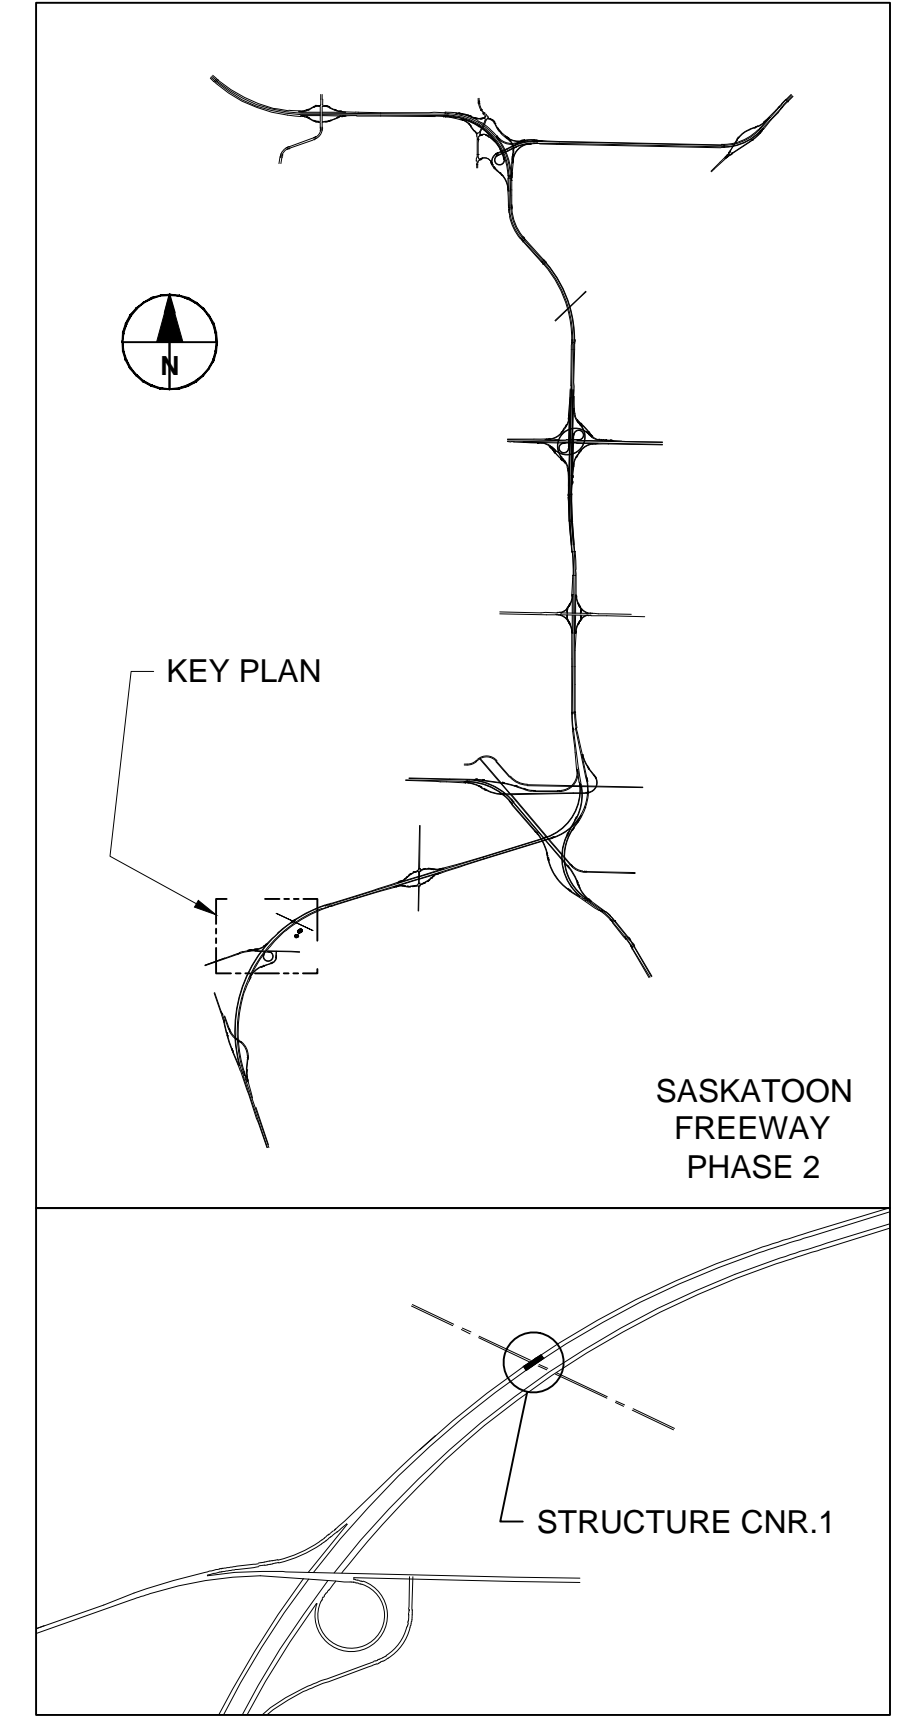 N
KEY PLAN
SASKATOON
FREEWAY
PHASE 2
STRUCTURE CNR.1